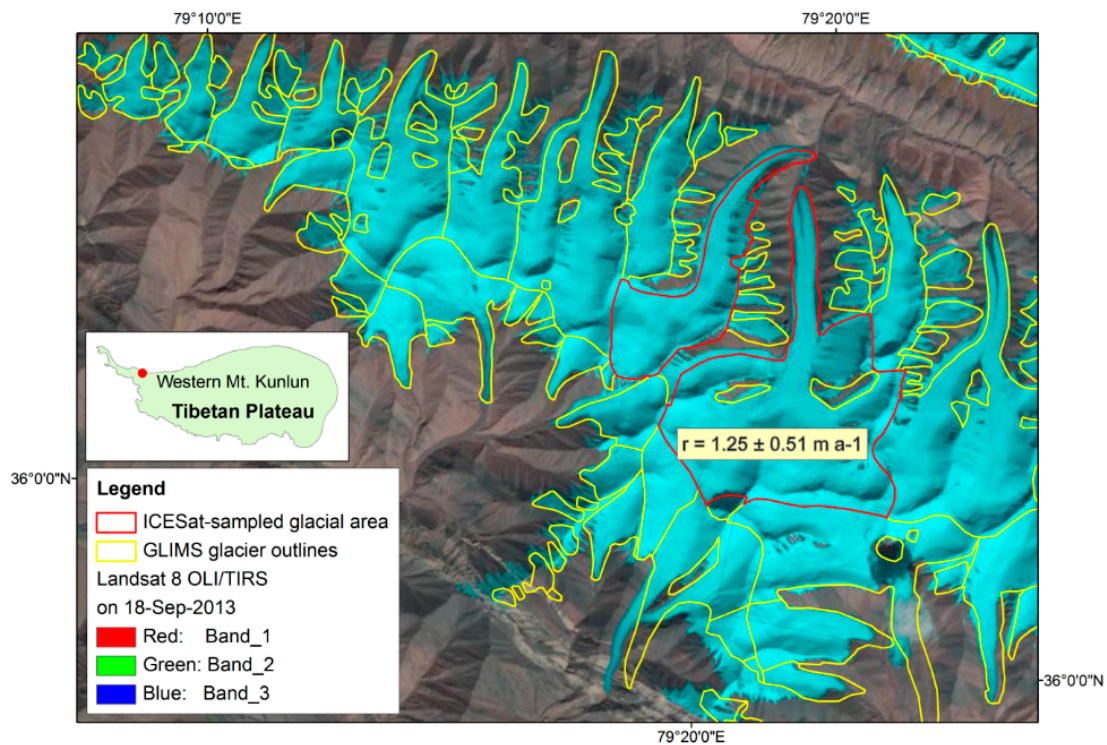 79°10'0"E
79°20'0"E
Western Mt. Kunlun
Tibetan Plateau
r = 1.25 ± 0.51 m a-1
36°0'0"N
Legend
ICESat-sampled glacial area
GLIMS glacier outlines
Landsat 8 OLI/TIRS
on 18-Sep-2013
Red: Band_1
Green: Band_2
Blue: Band_3
36°0'0"N
79°20'0"E